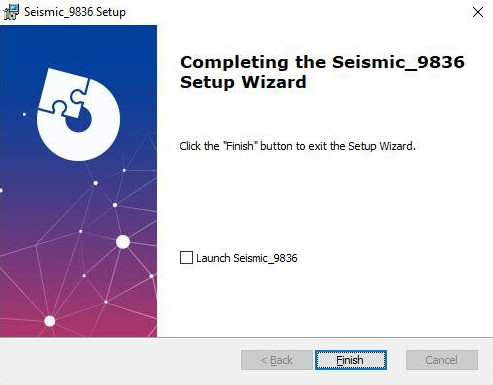 Seismic_9836 Setup
Completing the Seismic_9836
Setup Wizard
Click the "Finish" button to exit the Setup Wizard.
Launch Seismic_9836
< Back
Finish
Cancel